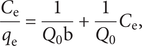 Cₑ/qₑ = 1/Q0b + 1/Q0 Cₑ,